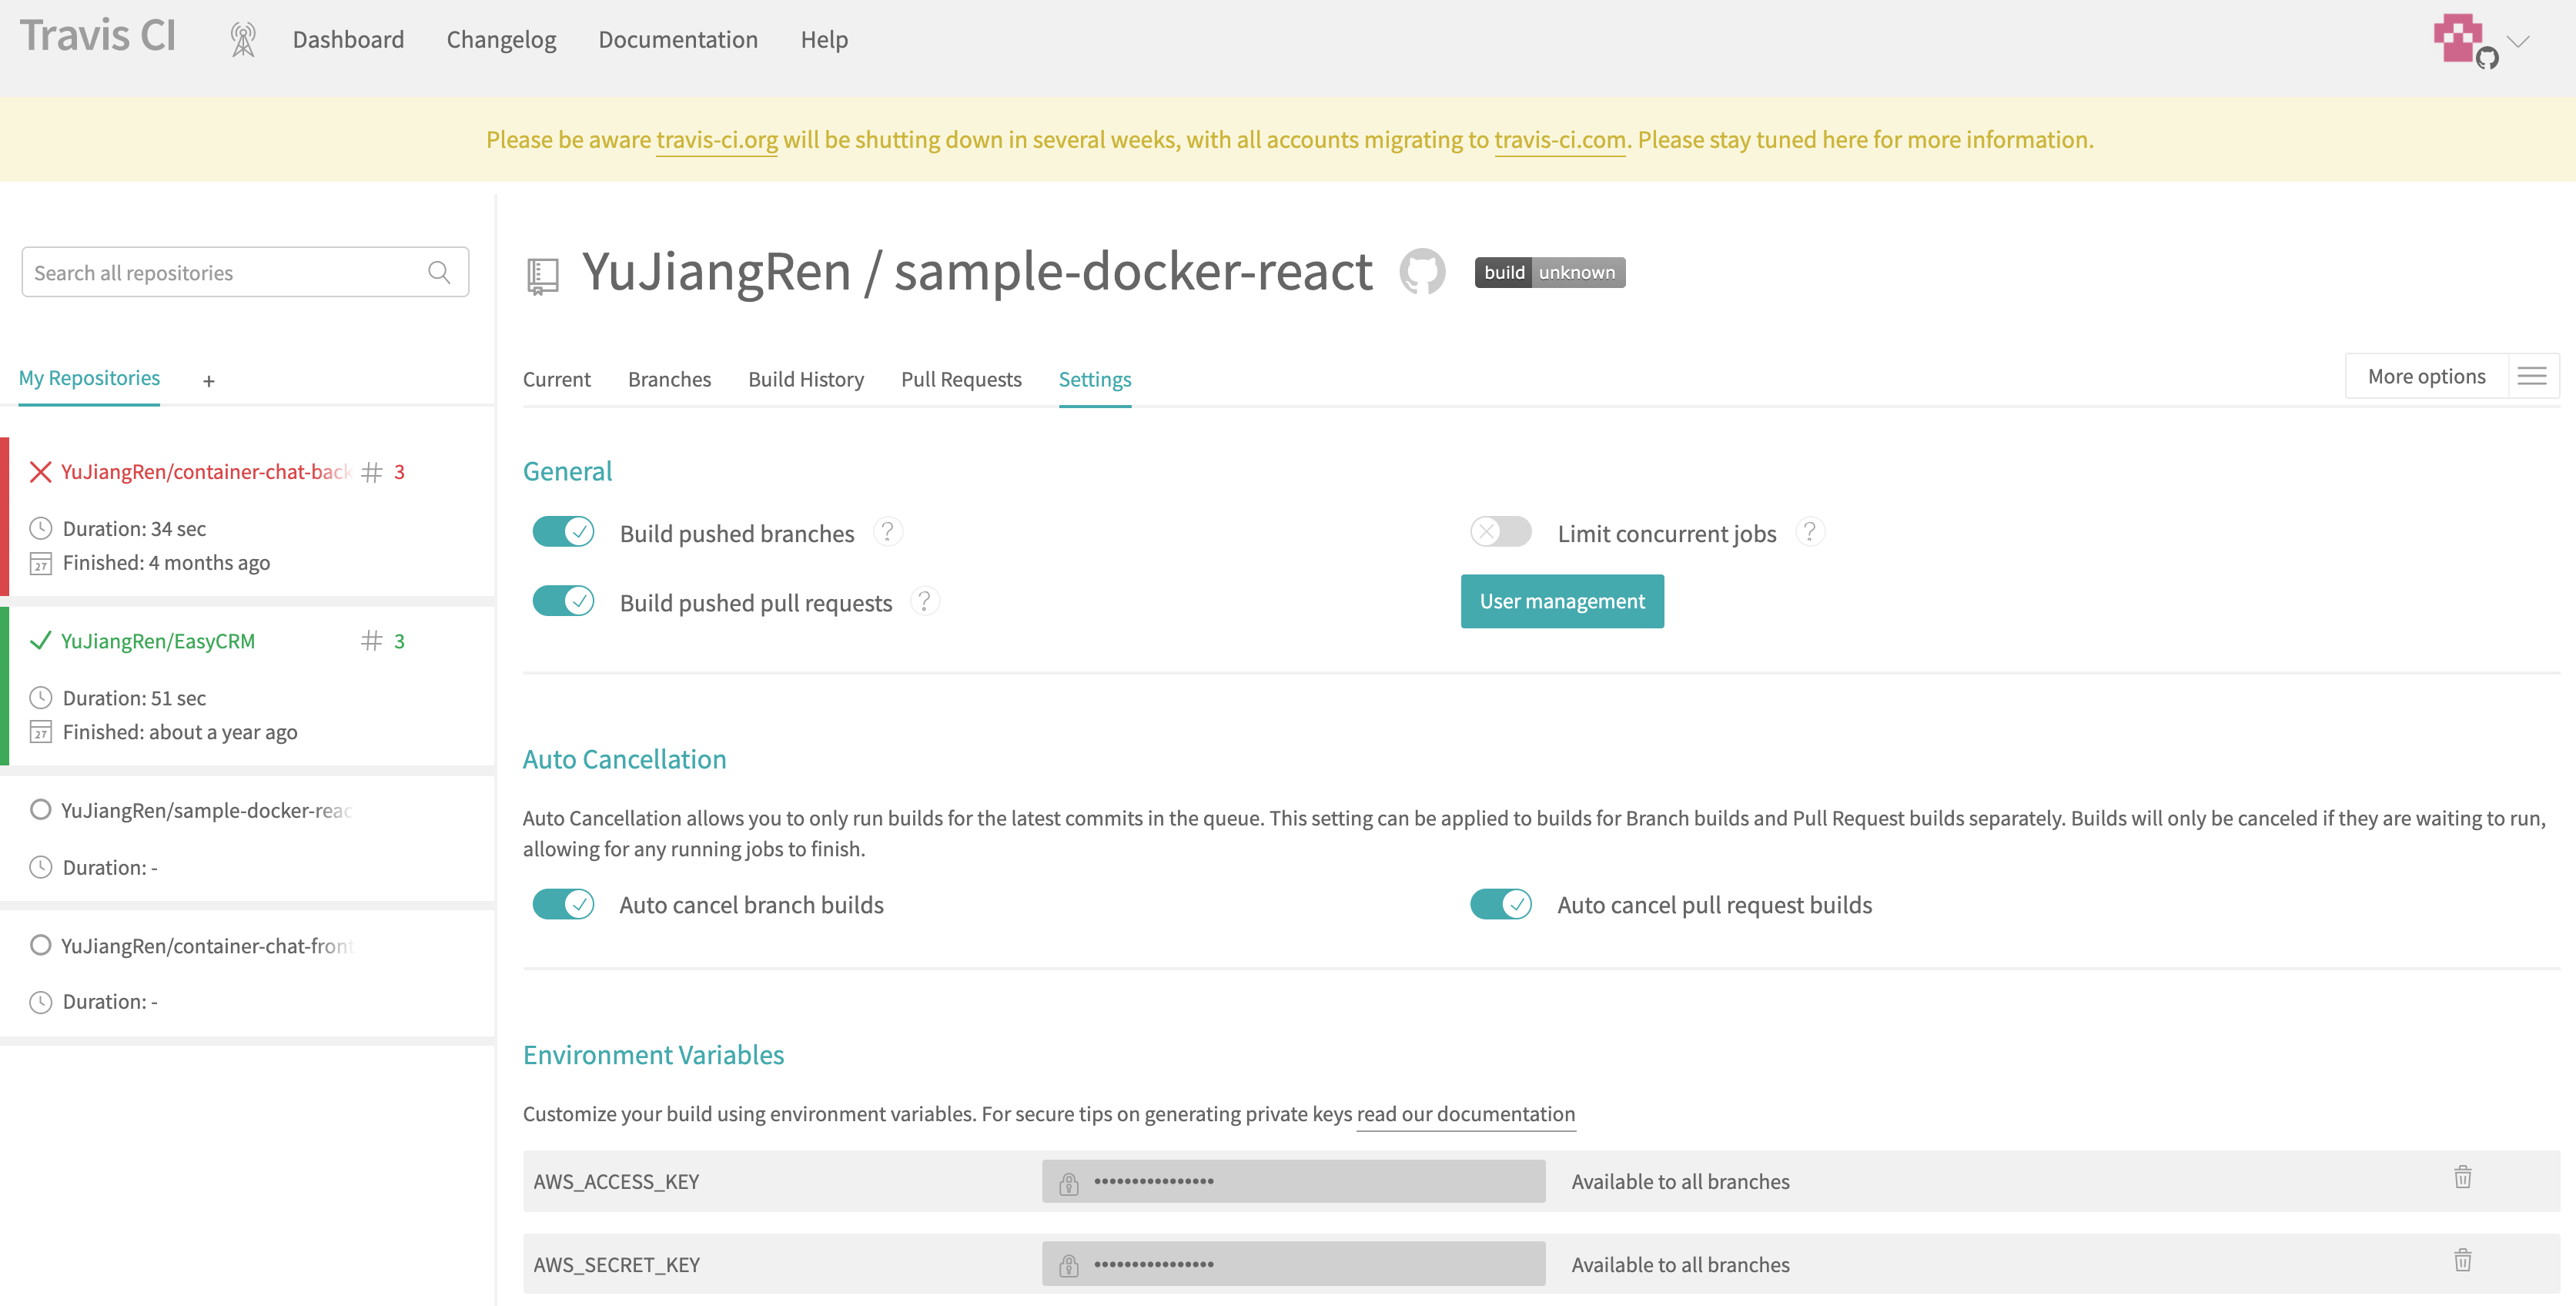 Travis CI
Dashboard
Changelog
Documentation
Help
Please be aware travis-ci.org will be shutting down in several weeks, with all accounts migrating to travis-ci.com. Please stay tuned here for more information.
Search all repositories
My Repositories
+
YuJiangRen/container-chat-back # 3
Duration: 34 sec
27 Finished: 4 months ago
YuJiangRen/EasyCRM # 3
Duration: 51 sec
27 Finished: about a year ago
YuJiangRen/sample-docker-reac
Duration: -
YuJiangRen/container-chat-front
Duration: -
YuJiangRen / sample-docker-react
build unknown
Current
Branches
Build History
Pull Requests
Settings
More options
General
Build pushed branches ?
Limit concurrent jobs ?
Build pushed pull requests ?
User management
Auto Cancellation
Auto Cancellation allows you to only run builds for the latest commits in the queue. This setting can be applied to builds for Branch builds and Pull Request builds separately. Builds will only be canceled if they are waiting to run,
allowing for any running jobs to finish.
Auto cancel branch builds
Auto cancel pull request builds
Environment Variables
Customize your build using environment variables. For secure tips on generating private keys read our documentation
AWS_ACCESS_KEY •••••••••••••••• Available to all branches
AWS_SECRET_KEY •••••••••••••••• Available to all branches